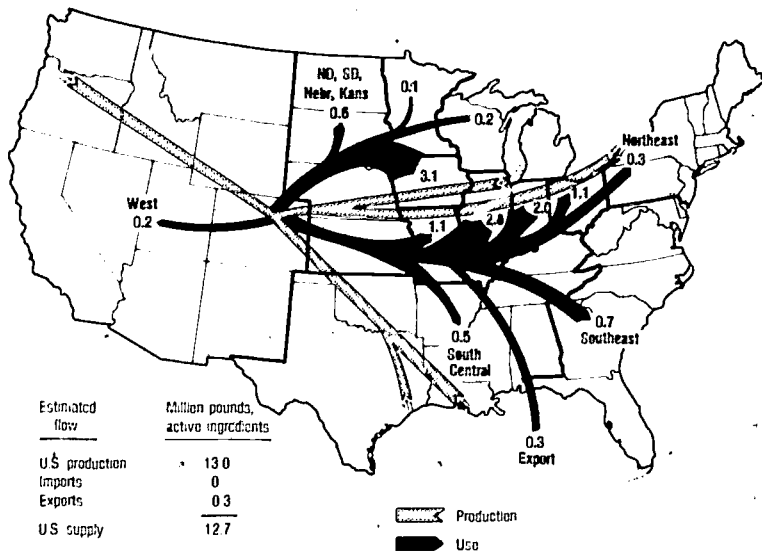 ND, SD,
Nebr, Kans
0.6
0.1
0.2
Northeast
0.3
3.1
1.1
2.0
2.8
1.1
West
0.2
0.5
South
Central
0.7
Southeast
0.3
Export
Estimated
flow
Million pounds,
active ingredients
U.S. production 13.0
Imports 0
Exports 0.3
U.S. supply 12.7
Production
Use